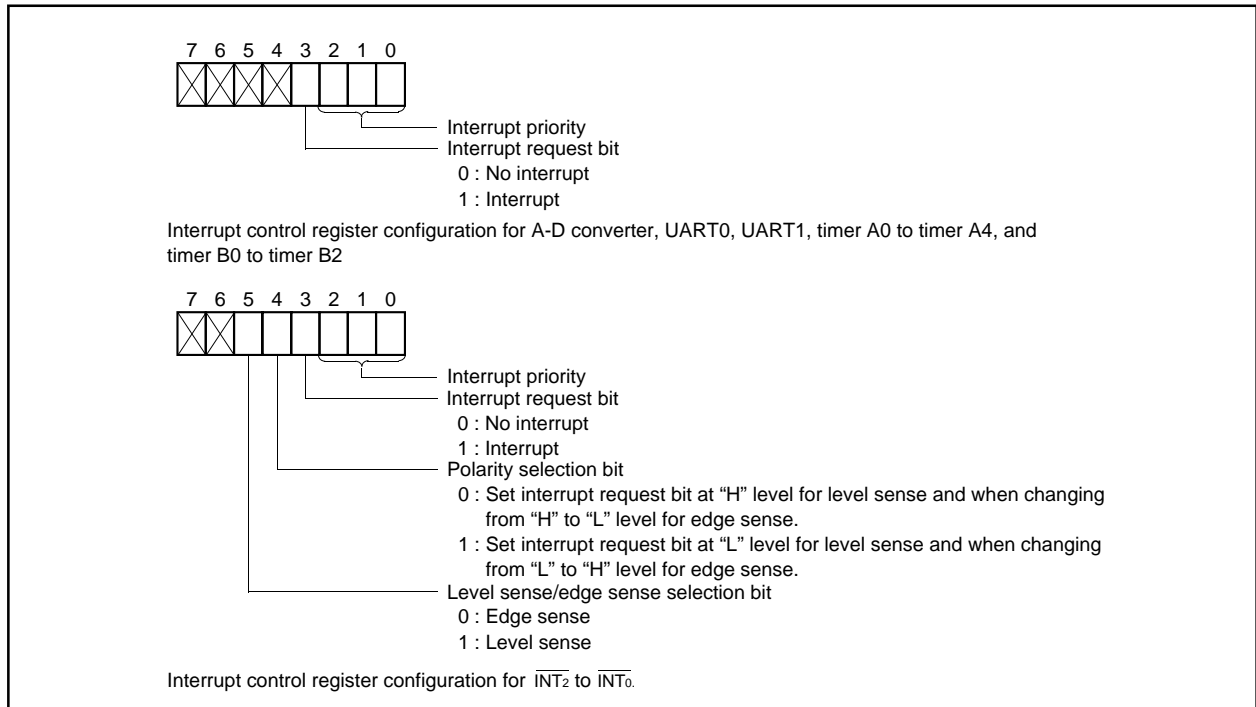 7 6 5 4 3 2 1 0
Interrupt priority
Interrupt request bit
0 : No interrupt
1 : Interrupt
Interrupt control register configuration for A-D converter, UART0, UART1, timer A0 to timer A4, and
timer B0 to timer B2
7 6 5 4 3 2 1 0
Interrupt priority
Interrupt request bit
0 : No interrupt
1 : Interrupt
Polarity selection bit
0 : Set interrupt request bit at “H” level for level sense and when changing
from “H” to “L” level for edge sense.
1 : Set interrupt request bit at “L” level for level sense and when changing
from “L” to “H” level for edge sense.
Level sense/edge sense selection bit
0 : Edge sense
1 : Level sense
Interrupt control register configuration for INT2 to INT0.